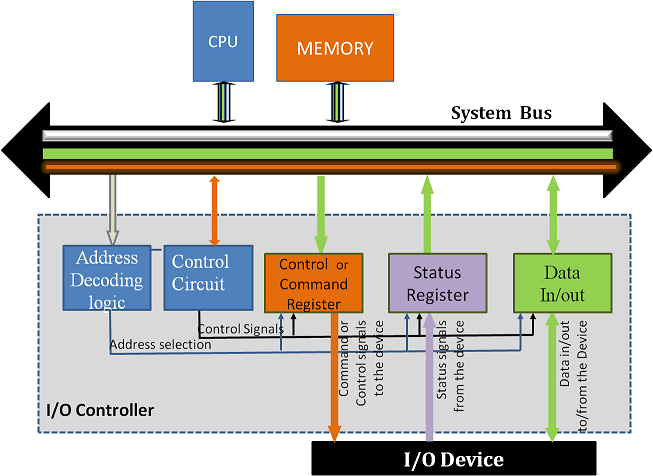 CPU
MEMORY
System Bus
Address
Decoding
logic
Control
Circuit
Control or
Command
Register
Status
Register
Data
In/out
Control Signals
Address selection
Command or
Control signals
to the device
Status signals
from the device
Data in/out
to/from the Device
I/O Controller
I/O Device